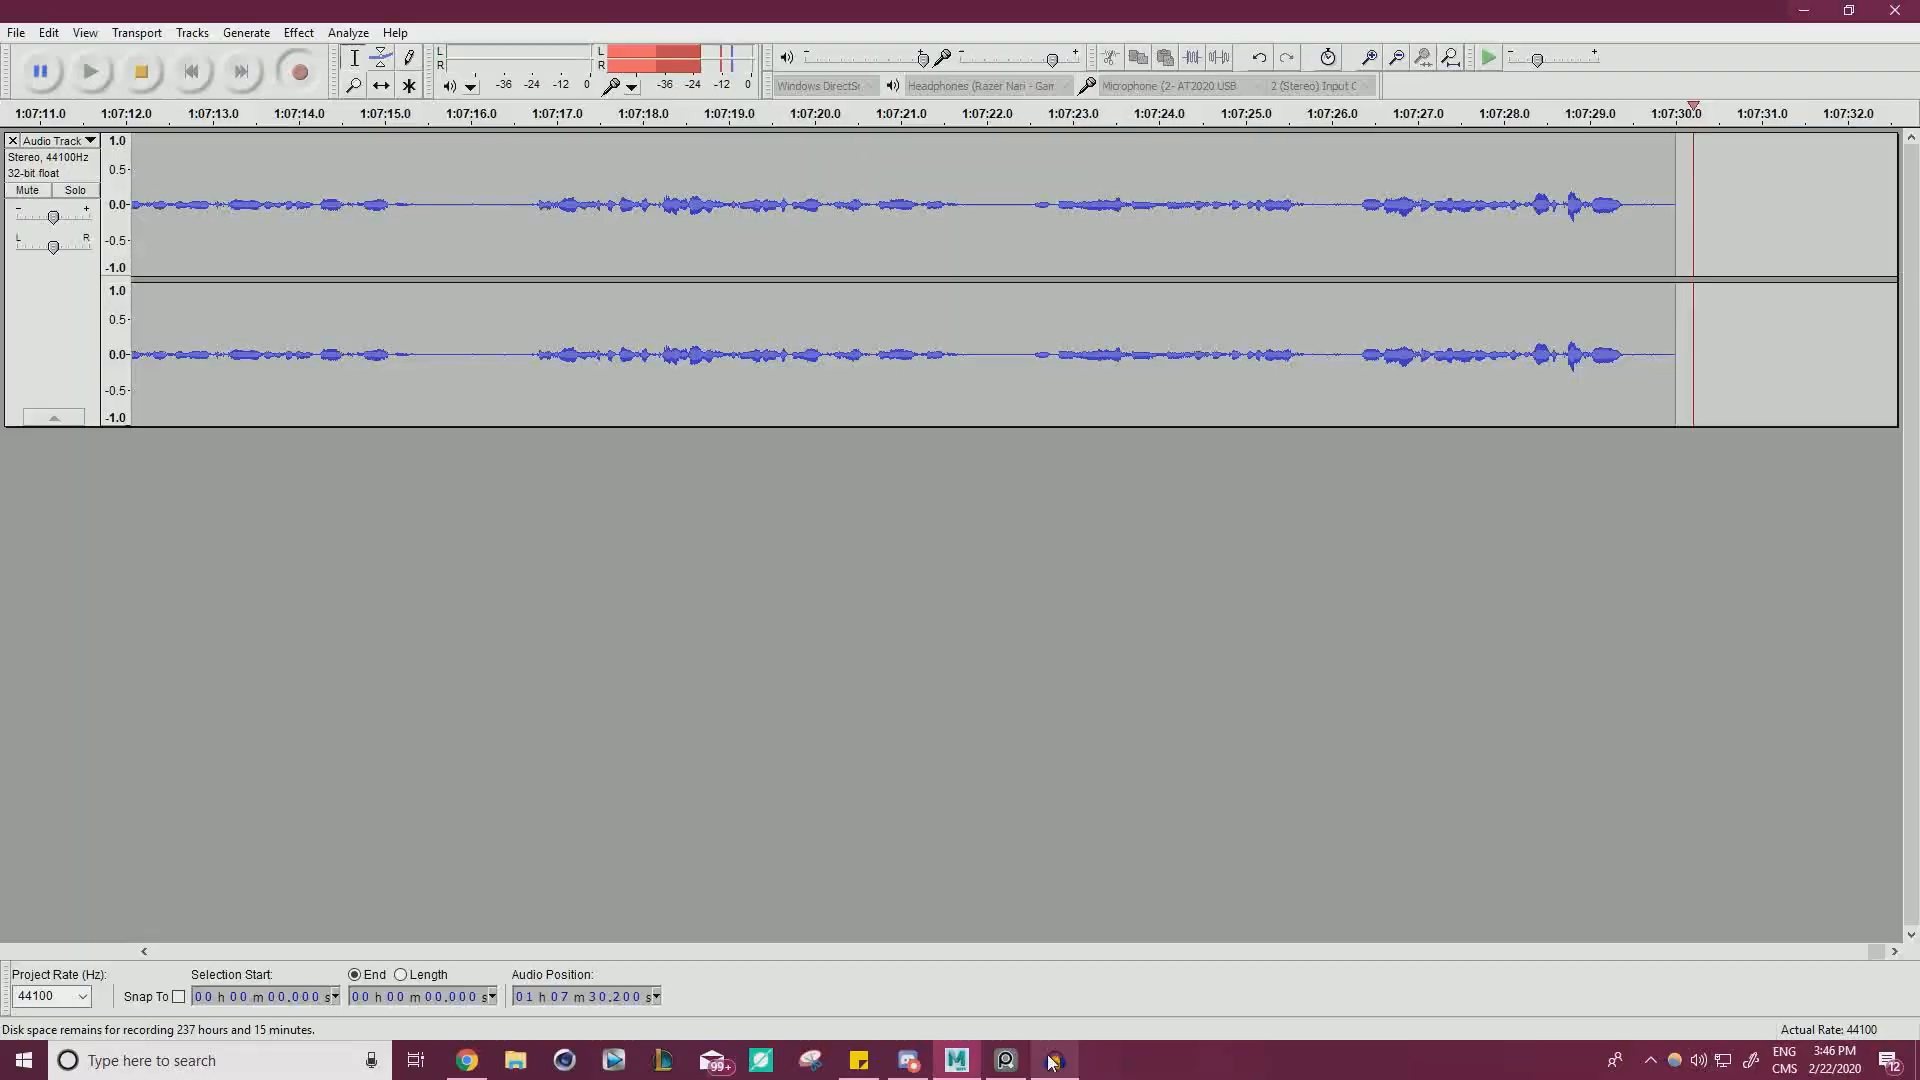 File Edit View Transport Tracks Generate Effect Analyze Help
L R
-36 -24 -12 0
L R
-36 -24 -12 0
- +
- +
- +
Headphones (Razer Nari - Gam
Microphone (2- AT2020 USB
2 (Stereo) Input C
1:07:11.0 1:07:12.0 1:07:13.0 1:07:14.0 1:07:15.0 1:07:16.0 1:07:17.0 1:07:18.0 1:07:19.0 1:07:20.0 1:07:21.0 1:07:22.0 1:07:23.0 1:07:24.0 1:07:25.0 1:07:26.0 1:07:27.0 1:07:28.0 1:07:29.0 1:07:30.0 1:07:31.0 1:07:32.0
Audio Track
Stereo, 44100Hz
32-bit float
Mute Solo
- +
L R
1.0
0.5-
0.0-
-0.5-
-1.0
1.0
0.5-
0.0-
-0.5-
-1.0
Project Rate (Hz):
44100
Snap To
Selection Start:
00 h 00 m 00.000 s
End Length
00 h 00 m 00.000 s
Audio Position:
01 h 07 m 30.200 s
Disk space remains for recording 237 hours and 15 minutes.
Actual Rate: 44100
Type here to search
99+
M
ENG
CMS
3:46 PM
2/22/2020
12